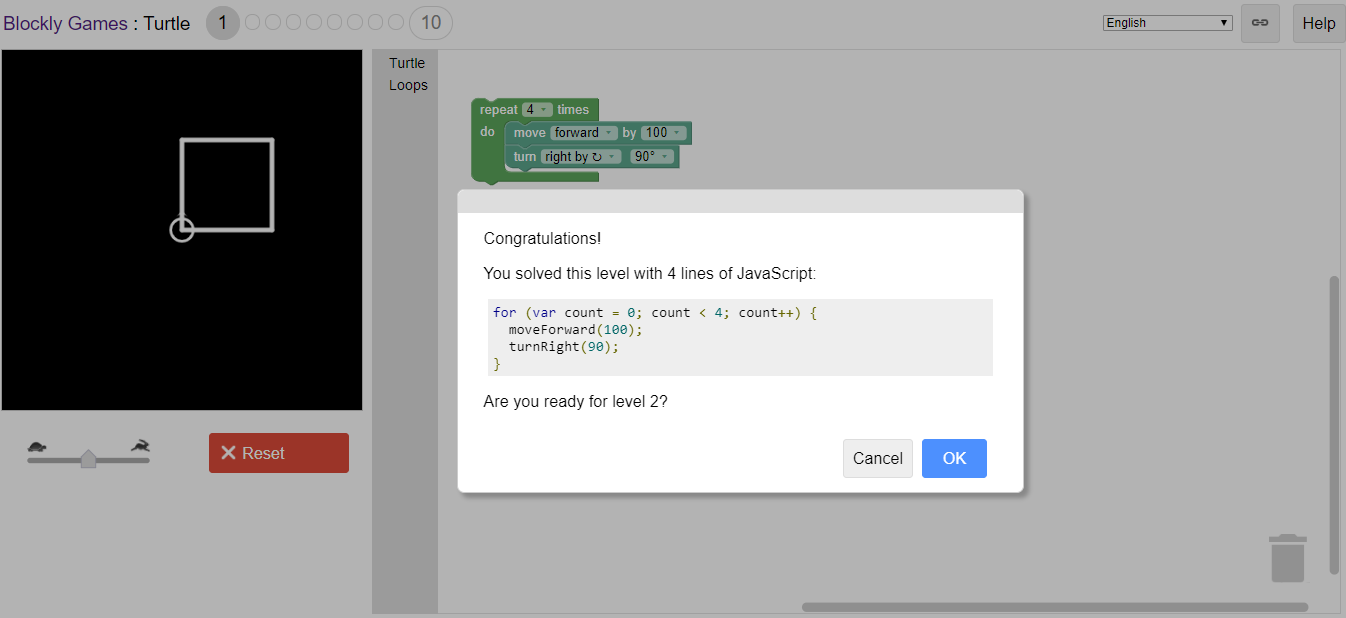 Blockly Games : Turtle 1 10 English Help
Turtle
Loops
repeat 4 times
do move forward by 100
turn right by ↻ 90°
Congratulations!
You solved this level with 4 lines of JavaScript:
for (var count = 0; count < 4; count++) {
  moveForward(100);
  turnRight(90);
}
Are you ready for level 2?
Cancel OK
Reset